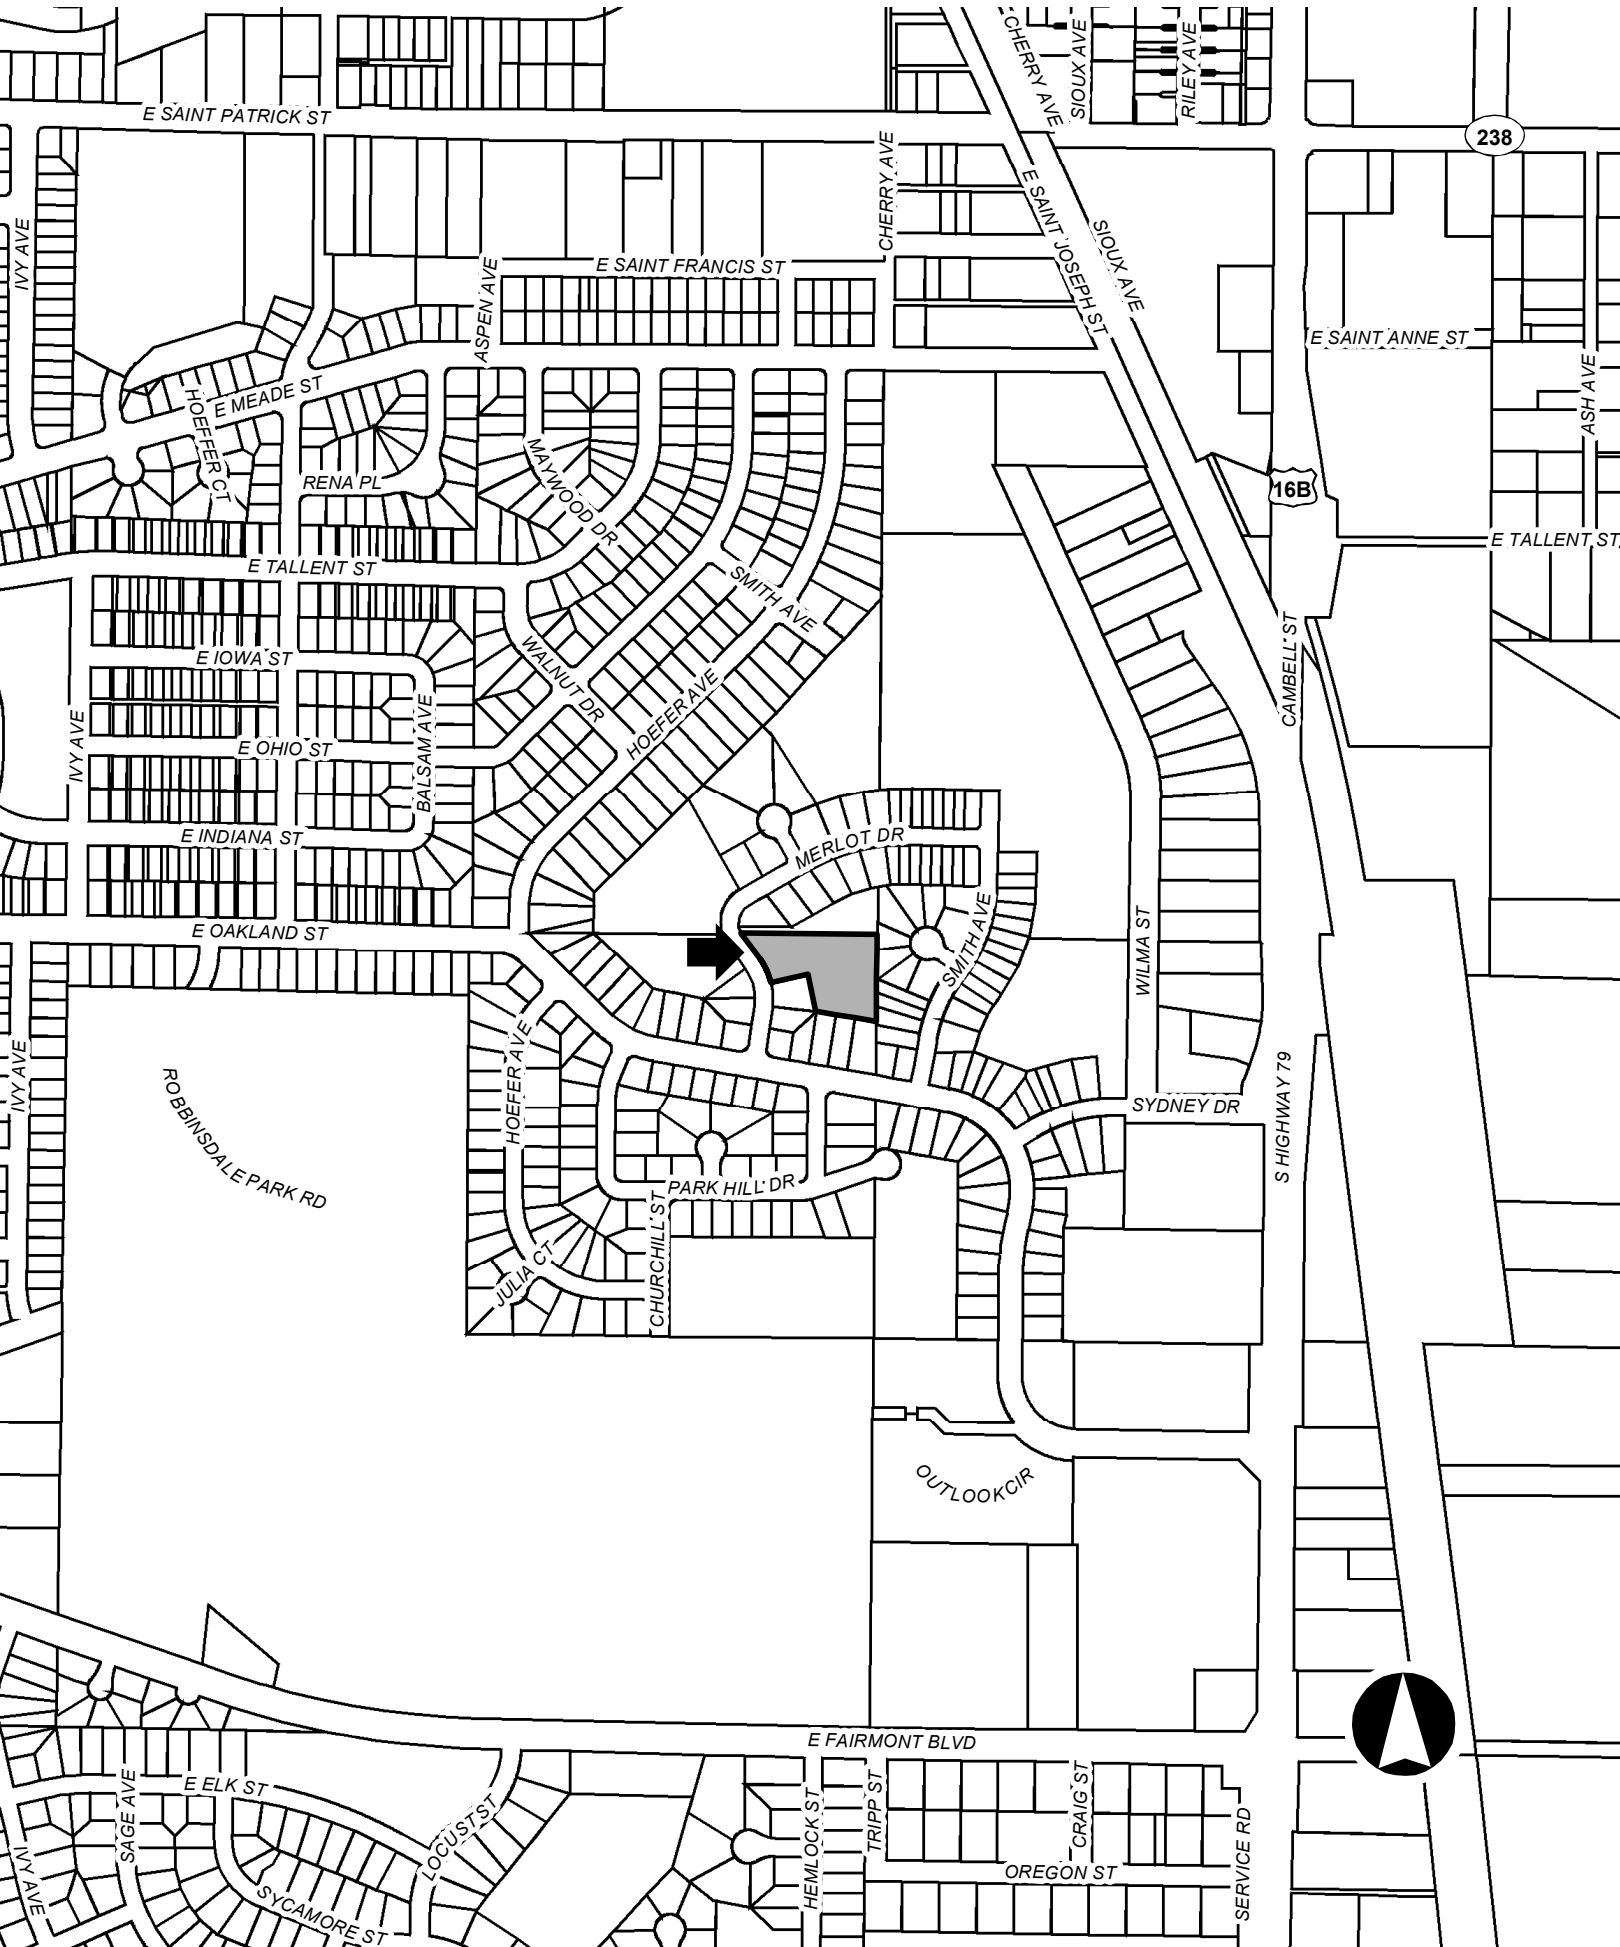 CHERRY AVE
SIOUX AVE
RILEY AVE
E SAINT PATRICK ST
238
CHERRY AVE
IVY AVE
E SAINT JOSEPH ST
SIOUX AVE
E SAINT FRANCIS ST
ASPEN AVE
E SAINT ANNE ST
ASH AVE
E MEADE ST
HOEFFER CT
RENA PL
MAYWOOD DR
16B
E TALLENT ST
E TALLENT ST
SMITH AVE
E IOWA ST
WALNUT DR
CAMBELL ST
HOEFER AVE
IVY AVE
E OHIO ST
BALSAM AVE
E INDIANA ST
MERLOT DR
E OAKLAND ST
SMITH AVE
WILMA ST
IVY AVE
HOEFER AVE
ROBBINSDALE PARK RD
S HIGHWAY 79
SYDNEY DR
PARK HILL DR
CHURCHILL ST
JULIA CT
OUTLOOK CIR
E FAIRMONT BLVD
E ELK ST
SAGE AVE
LOCUST ST
HEMLOCK ST
TRIPP ST
CRAIG ST
SERVICE RD
OREGON ST
IVY AVE
SYCAMORE ST